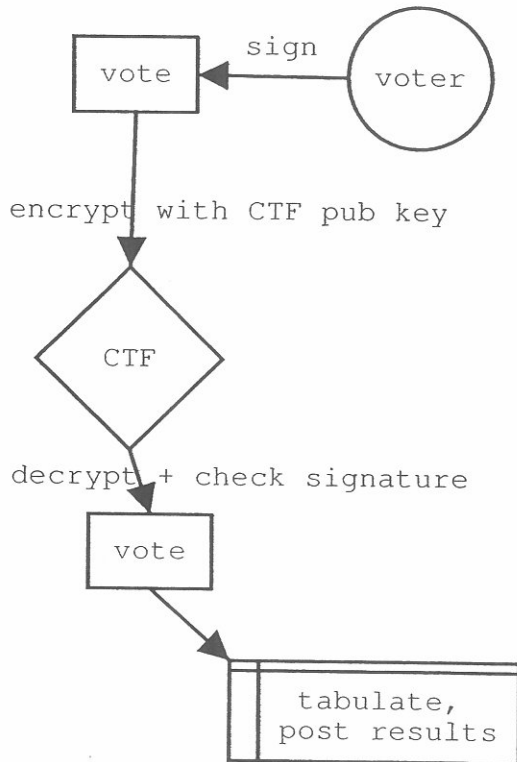 sign
vote
voter
encrypt with CTF pub key
CTF
decrypt + check signature
vote
tabulate,
post results